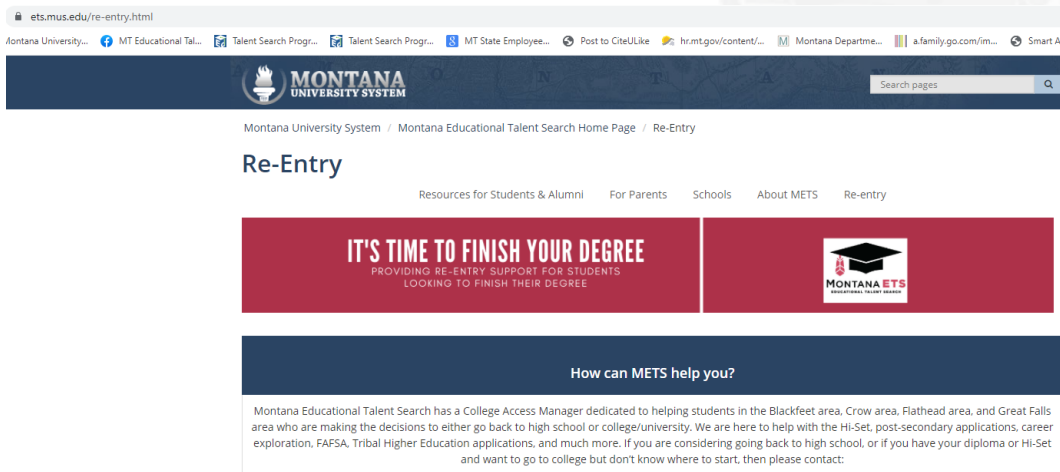 ets.mus.edu/re-entry.html
Montana University... MT Educational Tal... Talent Search Progr... Talent Search Progr... MT State Employee... Post to CiteULike hr.mt.gov/content/... Montana Departme... a.family.go.com/im... Smart A
MONTANA
UNIVERSITY SYSTEM
Search pages
Montana University System / Montana Educational Talent Search Home Page / Re-Entry
Re-Entry
Resources for Students & Alumni For Parents Schools About METS Re-entry
IT'S TIME TO FINISH YOUR DEGREE
PROVIDING RE-ENTRY SUPPORT FOR STUDENTS
LOOKING TO FINISH THEIR DEGREE
MONTANA ETS
EDUCATIONAL TALENT SEARCH
How can METS help you?
Montana Educational Talent Search has a College Access Manager dedicated to helping students in the Blackfeet area, Crow area, Flathead area, and Great Falls
area who are making the decisions to either go back to high school or college/university. We are here to help with the Hi-Set, post-secondary applications, career
exploration, FAFSA, Tribal Higher Education applications, and much more. If you are considering going back to high school, or if you have your diploma or Hi-Set
and want to go to college but don't know where to start, then please contact: